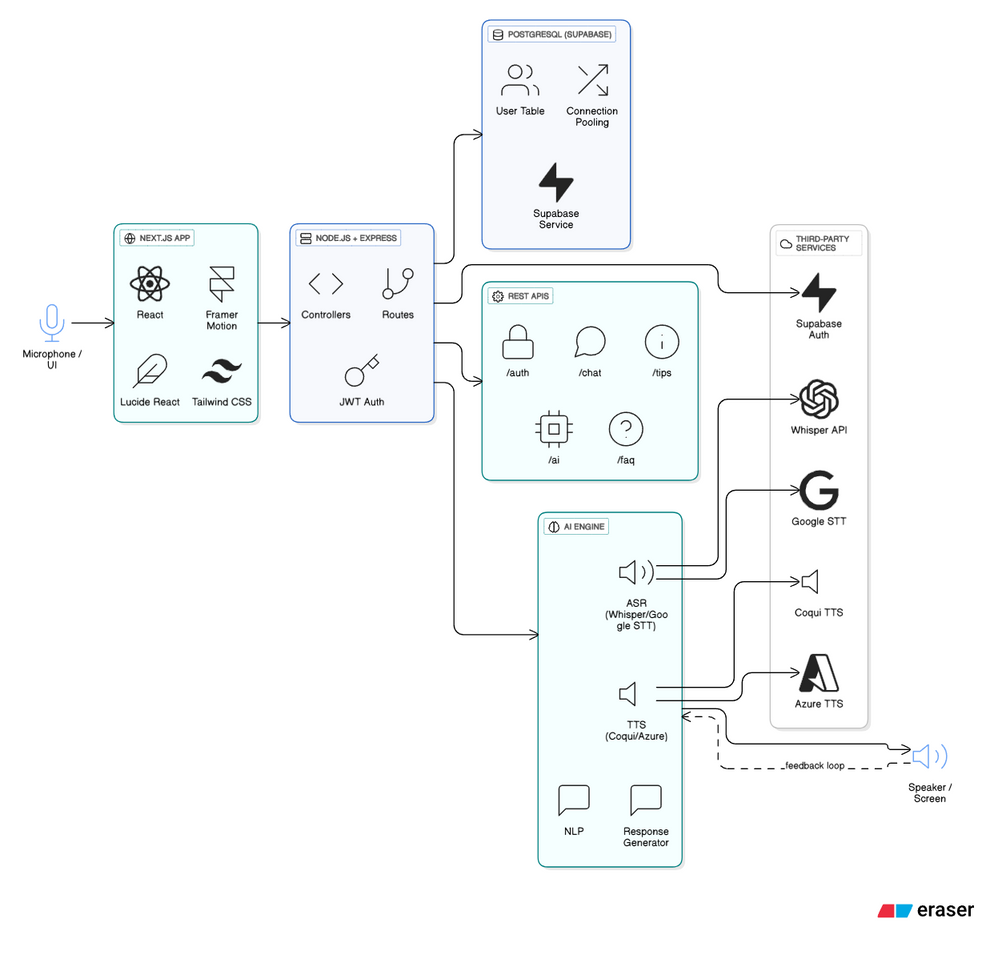 POSTGRESQL (SUPABASE)
User Table
Connection
Pooling
Supabase
Service
NEXT.JS APP
React
Framer
Motion
Lucide React
Tailwind CSS
NODE.JS + EXPRESS
Controllers
Routes
JWT Auth
Microphone /
UI
REST APIS
/auth
/chat
/tips
/ai
/faq
THIRD-PARTY
SERVICES
Supabase
Auth
Whisper API
Google STT
Coqui TTS
Azure TTS
AI ENGINE
ASR
(Whisper/Goo
gle STT)
TTS
(Coqui/Azure)
NLP
Response
Generator
feedback loop
Speaker /
Screen
eraser